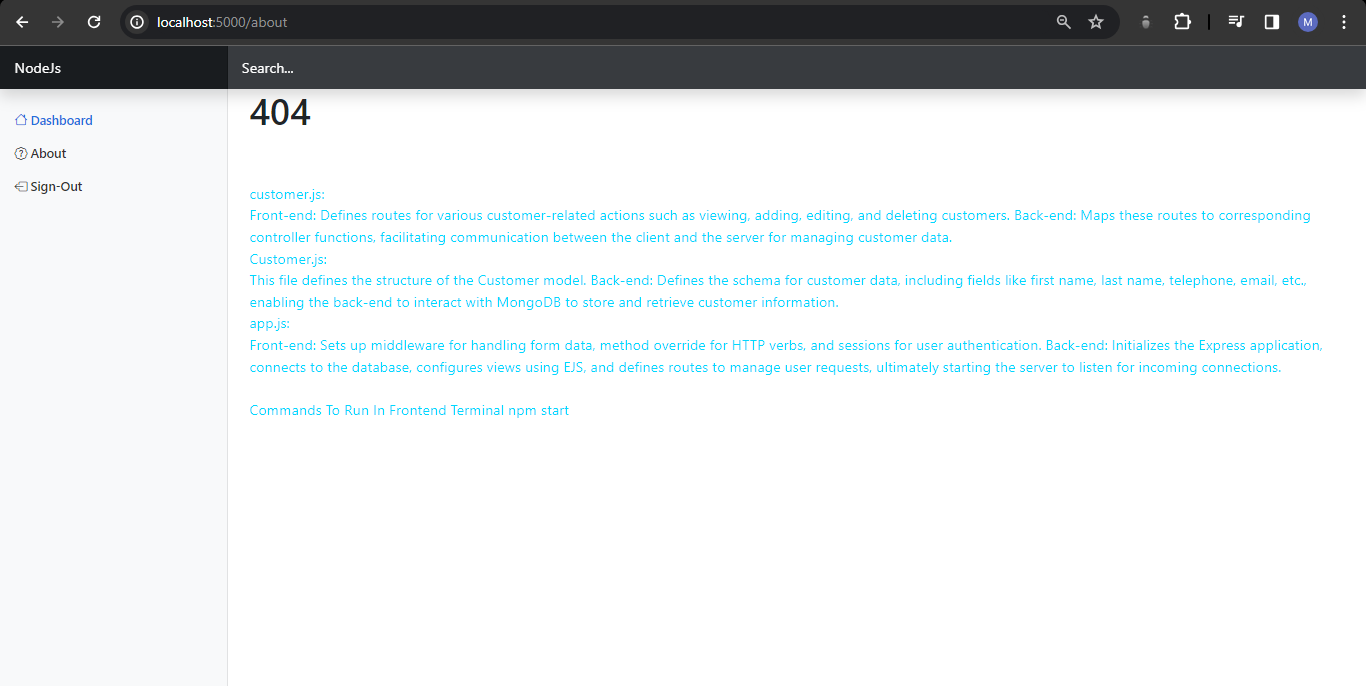 localhost:5000/about
M
NodeJs
Search...
Dashboard
About
Sign-Out
404
customer.js:
Front-end: Defines routes for various customer-related actions such as viewing, adding, editing, and deleting customers. Back-end: Maps these routes to corresponding
controller functions, facilitating communication between the client and the server for managing customer data.
Customer.js:
This file defines the structure of the Customer model. Back-end: Defines the schema for customer data, including fields like first name, last name, telephone, email, etc.,
enabling the back-end to interact with MongoDB to store and retrieve customer information.
app.js:
Front-end: Sets up middleware for handling form data, method override for HTTP verbs, and sessions for user authentication. Back-end: Initializes the Express application,
connects to the database, configures views using EJS, and defines routes to manage user requests, ultimately starting the server to listen for incoming connections.
Commands To Run In Frontend Terminal npm start